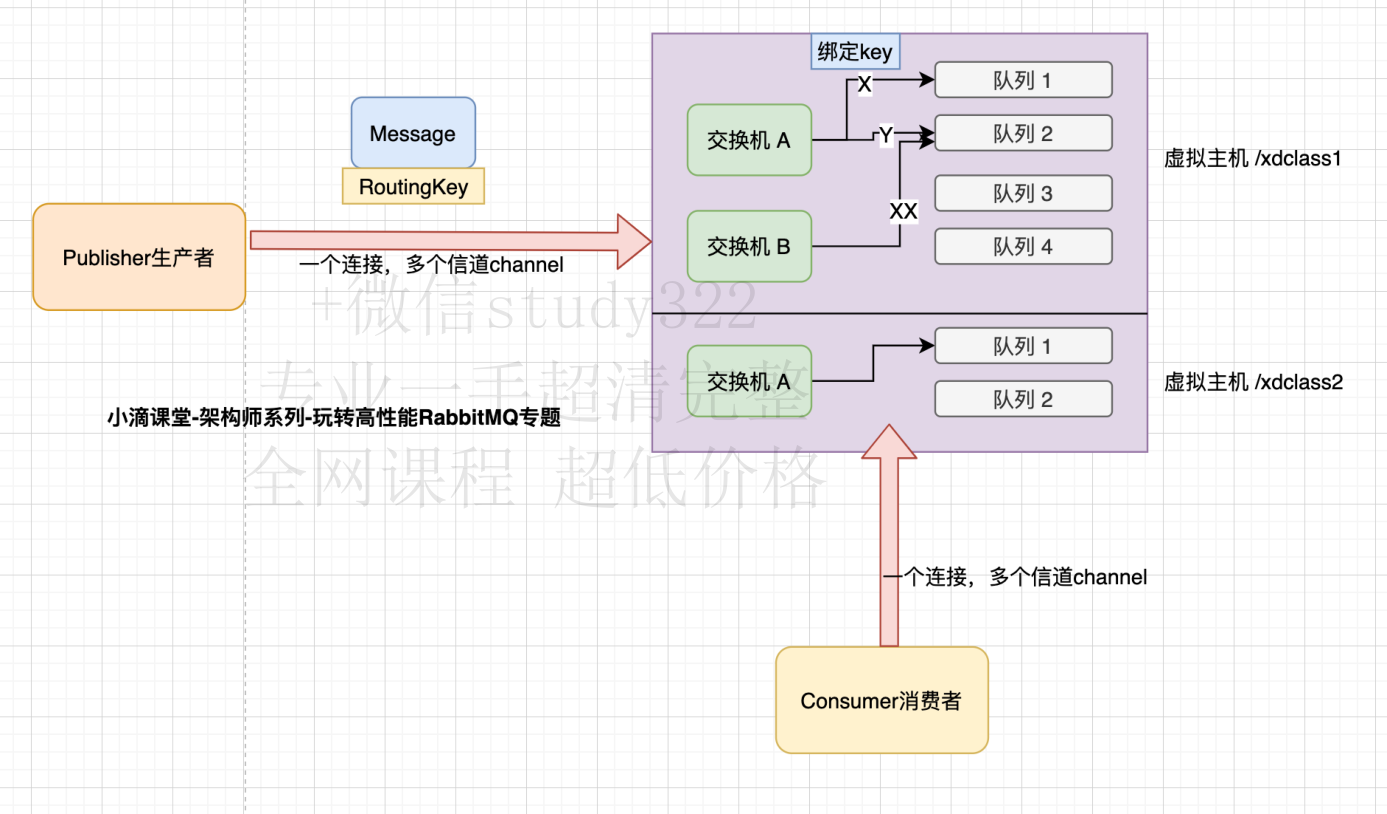 绑定key
X
队列 1
Message
交换机 A
Y
队列 2
虚拟主机 /xdclass1
RoutingKey
队列 3
XX
Publisher生产者
交换机 B
队列 4
一个连接，多个信道channel
+微信study322
队列 1
专业一手超清完整
交换机 A
虚拟主机 /xdclass2
队列 2
小滴课堂-架构师系列-玩转高性能RabbitMQ专题
全网课程 超低价格
一个连接，多个信道channel
Consumer消费者